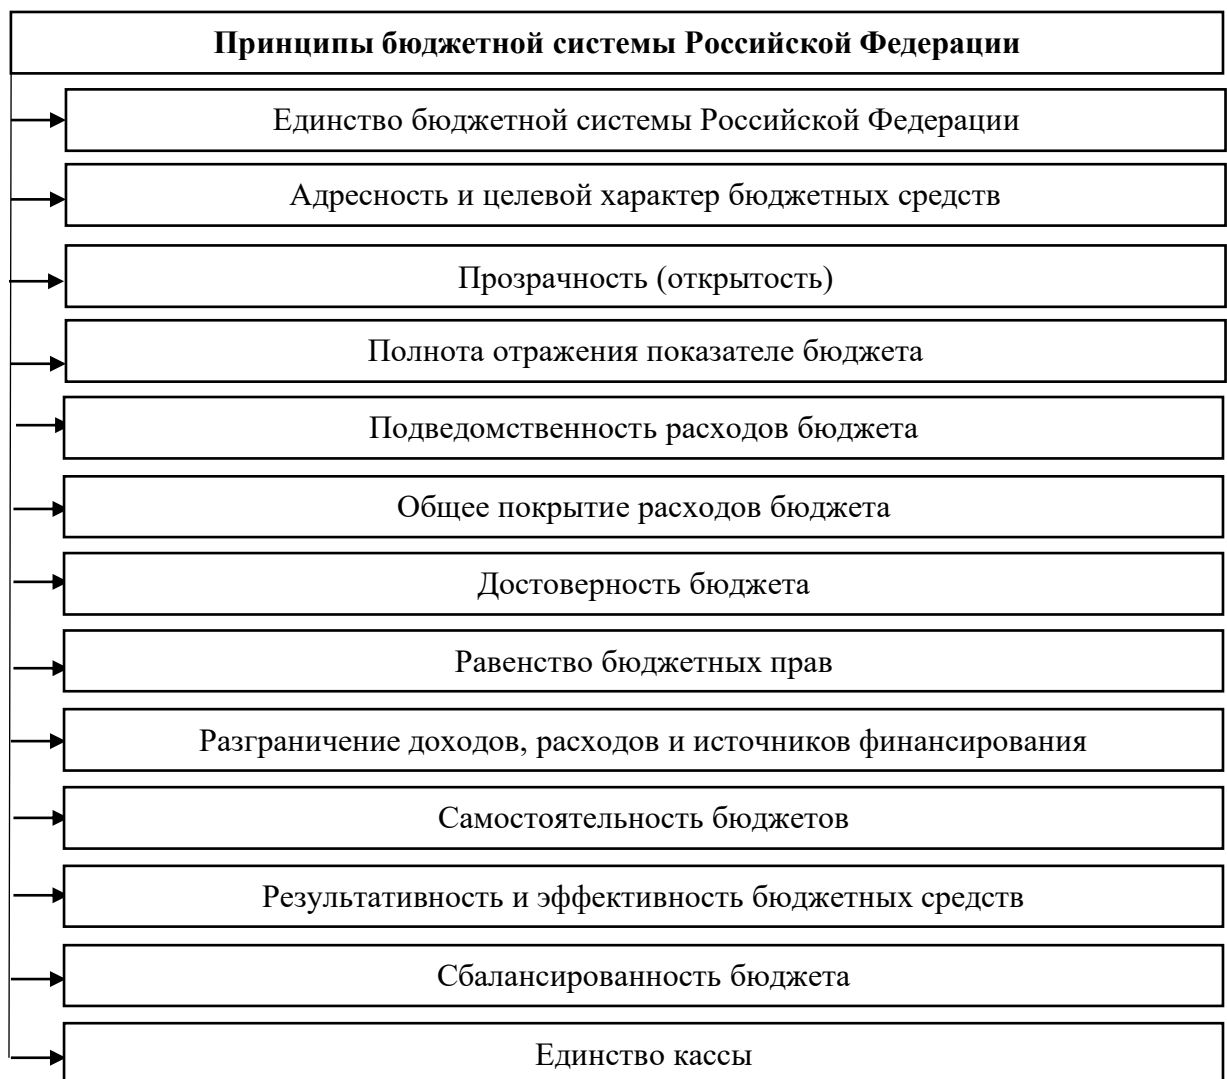 Принципы бюджетной системы Российской Федерации
Единство бюджетной системы Российской Федерации
Адресность и целевой характер бюджетных средств
Прозрачность (открытость)
Полнота отражения показателе бюджета
Подведомственность расходов бюджета
Общее покрытие расходов бюджета
Достоверность бюджета
Равенство бюджетных прав
Разграничение доходов, расходов и источников финансирования
Самостоятельность бюджетов
Результативность и эффективность бюджетных средств
Сбалансированность бюджета
Единство кассы